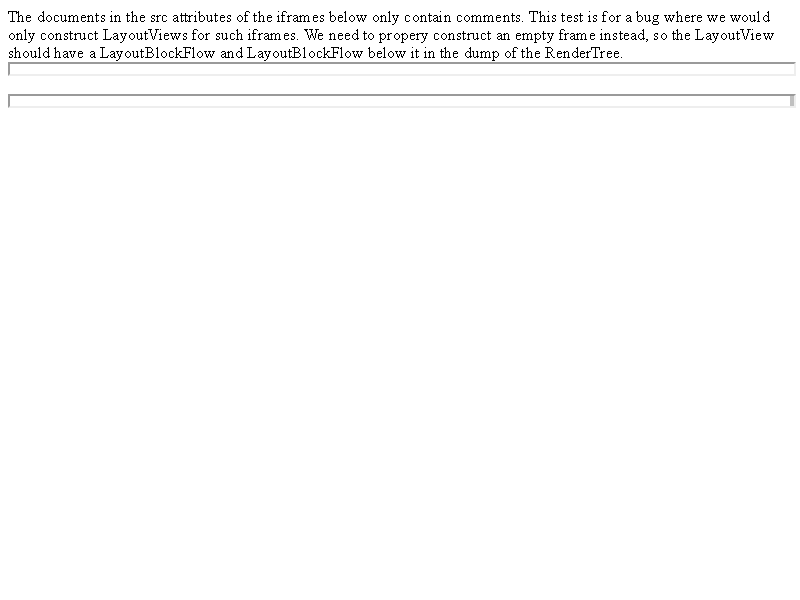 The documents in the src attributes of the iframes below only contain comments. This test is for a bug where we would
only construct LayoutViews for such iframes. We need to propery construct an empty frame instead, so the LayoutView
should have a LayoutBlockFlow and LayoutBlockFlow below it in the dump of the RenderTree.